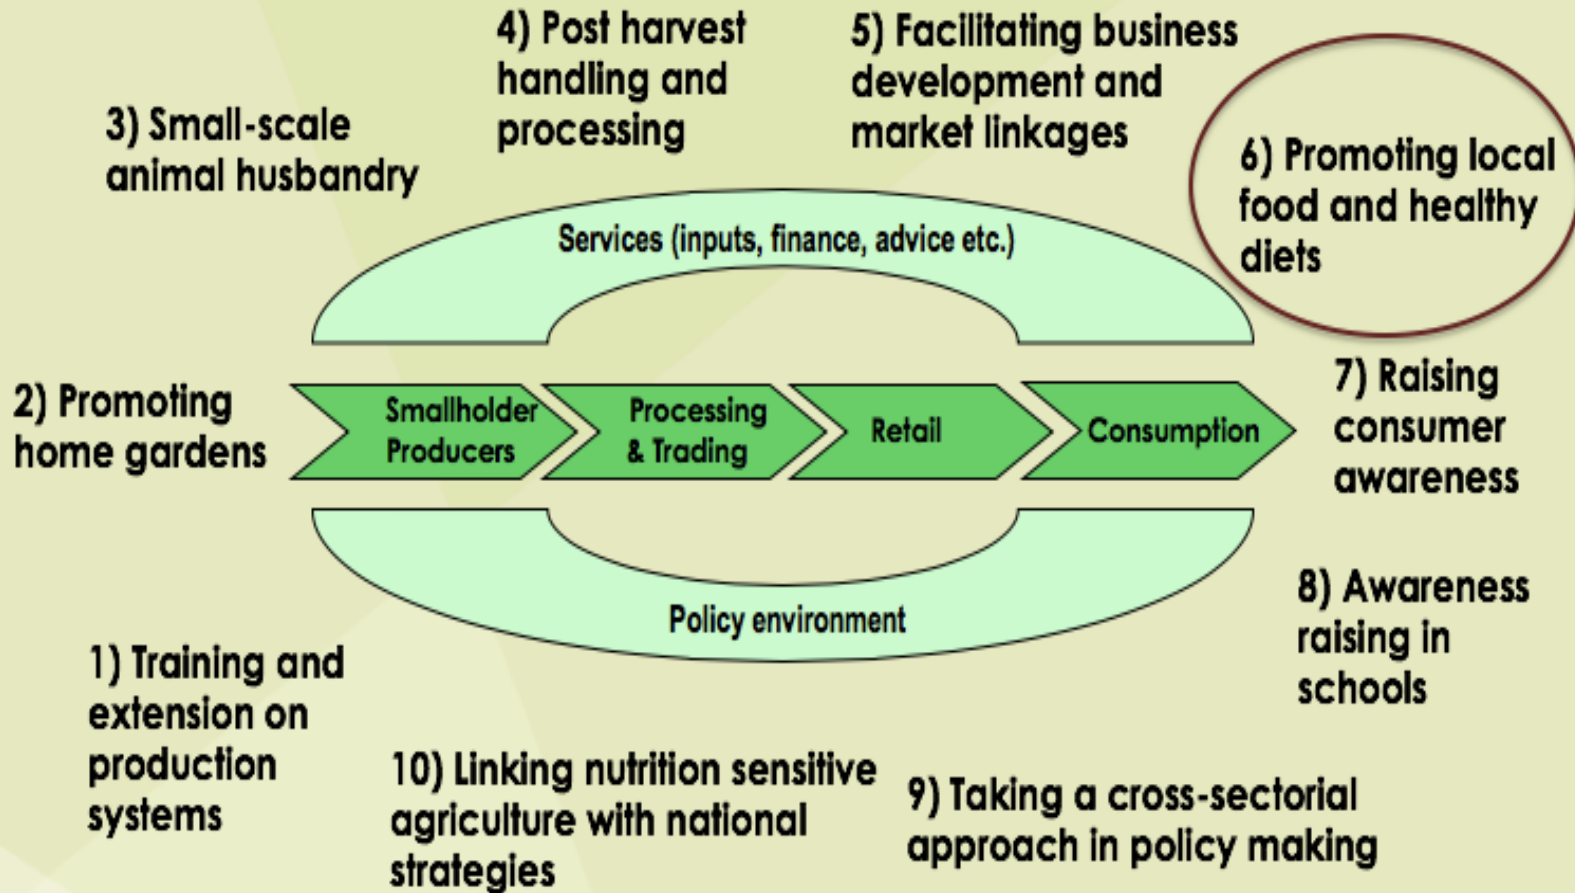 4) Post harvest
handling and
processing
5) Facilitating business
development and
market linkages
3) Small-scale
animal husbandry
6) Promoting local
food and healthy
diets
Services (inputs, finance, advice etc.)
2) Promoting
home gardens
Smallholder
Producers
Processing
& Trading
Retail
Consumption
7) Raising
consumer
awareness
Policy environment
8) Awareness
raising in
schools
1) Training and
extension on
production
systems
10) Linking nutrition sensitive
agriculture with national
strategies
9) Taking a cross-sectorial
approach in policy making